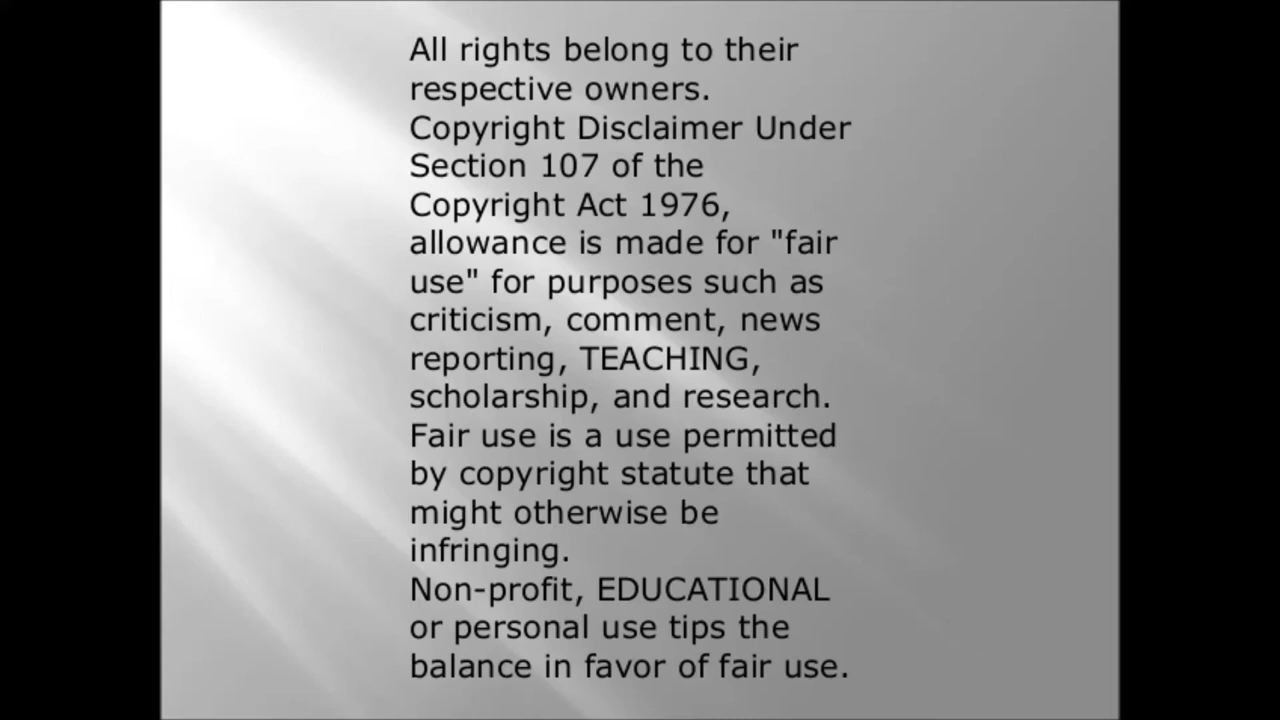 All rights belong to their
respective owners.
Copyright Disclaimer Under
Section 107 of the
Copyright Act 1976,
allowance is made for "fair
use" for purposes such as
criticism, comment, news
reporting, TEACHING,
scholarship, and research.
Fair use is a use permitted
by copyright statute that
might otherwise be
infringing.
Non-profit, EDUCATIONAL
or personal use tips the
balance in favor of fair use.